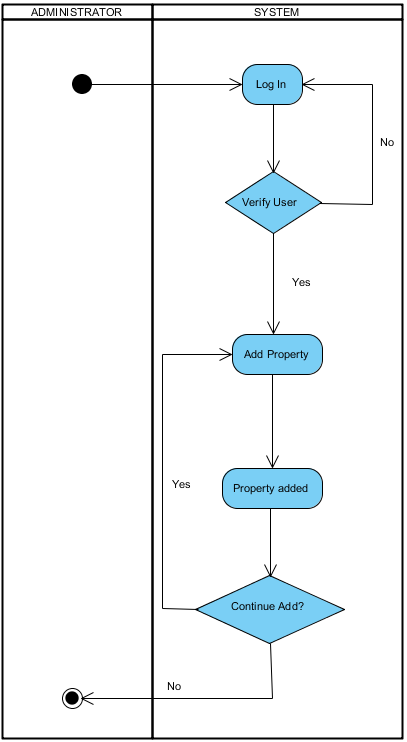 ADMINISTRATOR
SYSTEM
Log In
No
Verify User
Yes
Add Property
Yes
Property added
Continue Add?
No